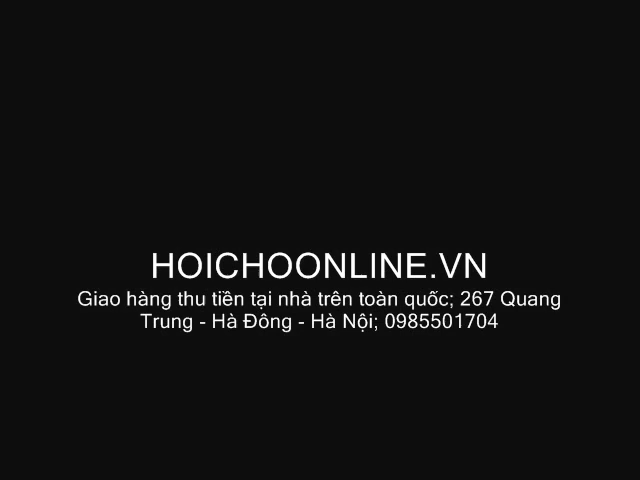 HOICHOONLINE.VN
Giao hàng thu tiền tại nhà trên toàn quốc; 267 Quang
Trung - Hà Đông - Hà Nội; 0985501704